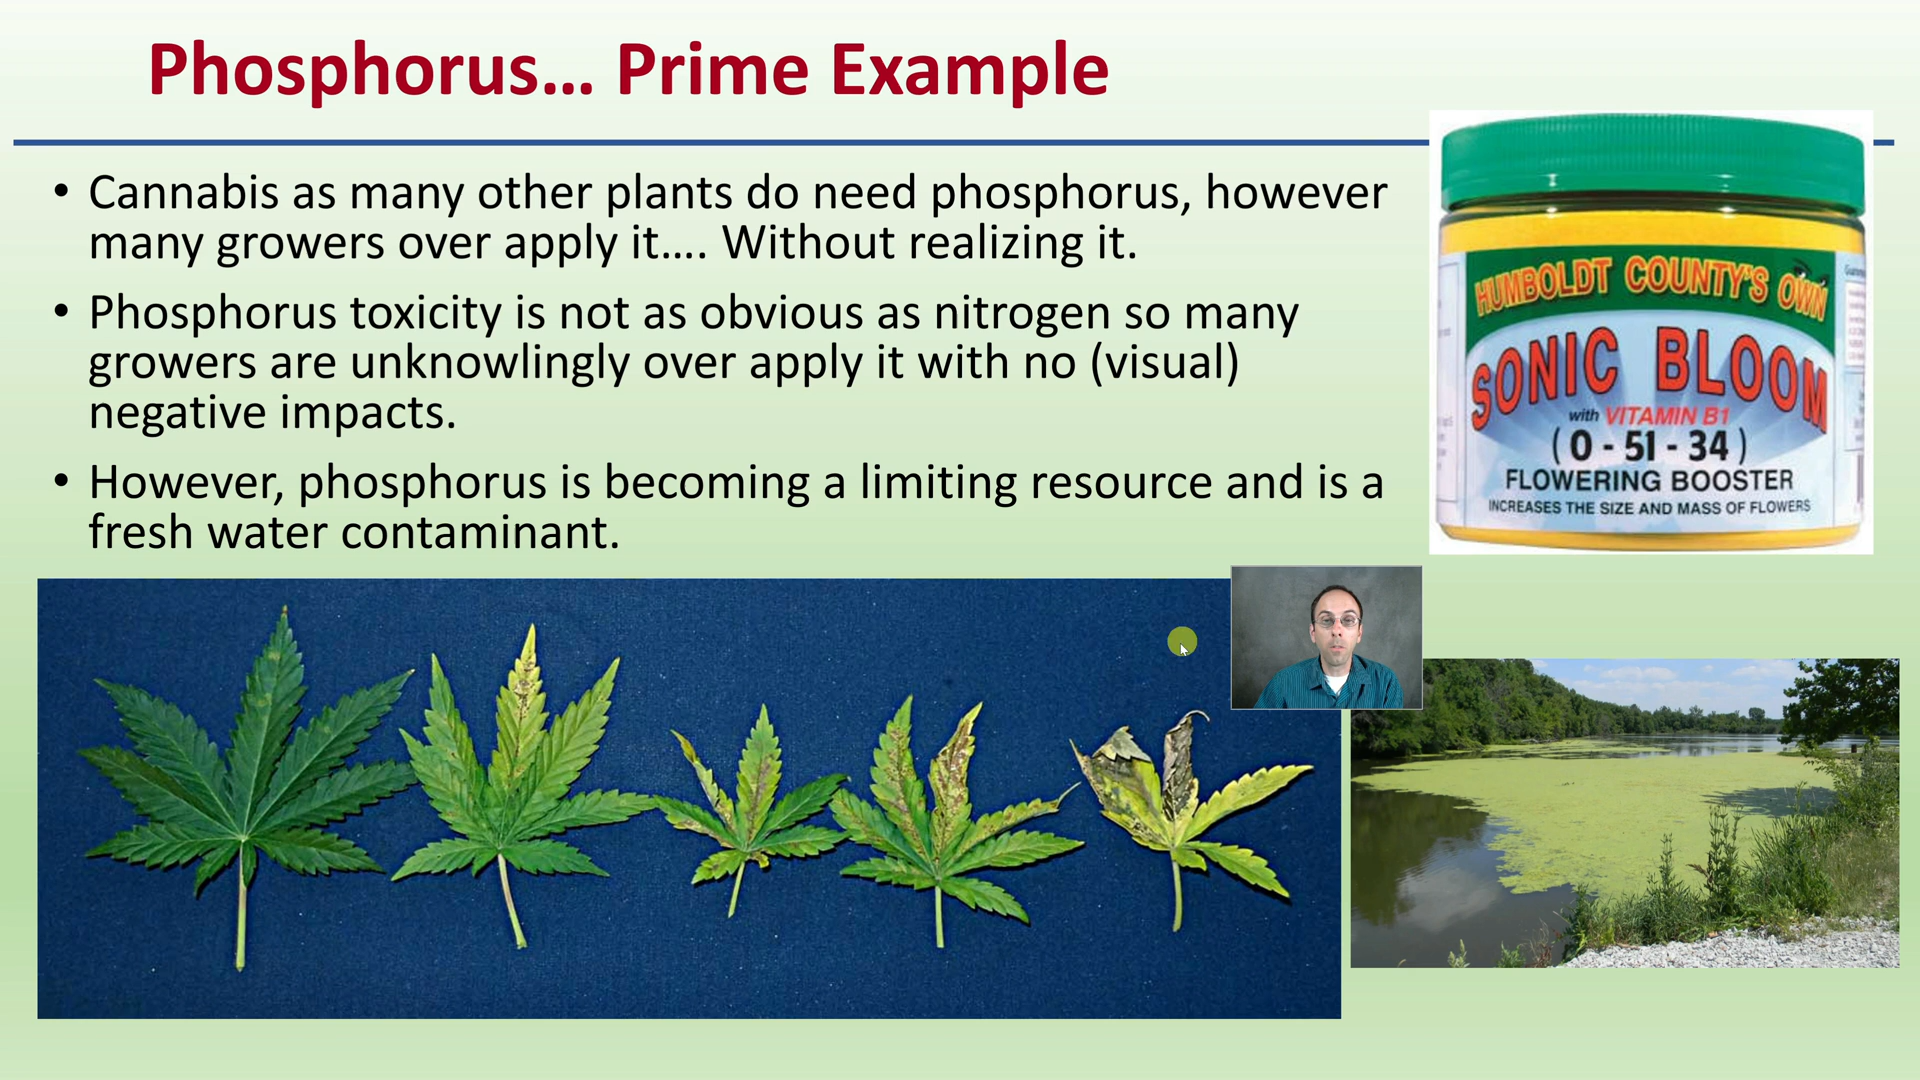 Phosphorus... Prime Example
• Cannabis as many other plants do need phosphorus, however
many growers over apply it.... Without realizing it.
• Phosphorus toxicity is not as obvious as nitrogen so many
growers are unknowlingly over apply it with no (visual)
negative impacts.
• However, phosphorus is becoming a limiting resource and is a
fresh water contaminant.
HUMBOLDT COUNTY'S OWN
SONIC BLOOM
with VITAMIN B1
( 0 - 51 - 34 )
FLOWERING BOOSTER
INCREASES THE SIZE AND MASS OF FLOWERS